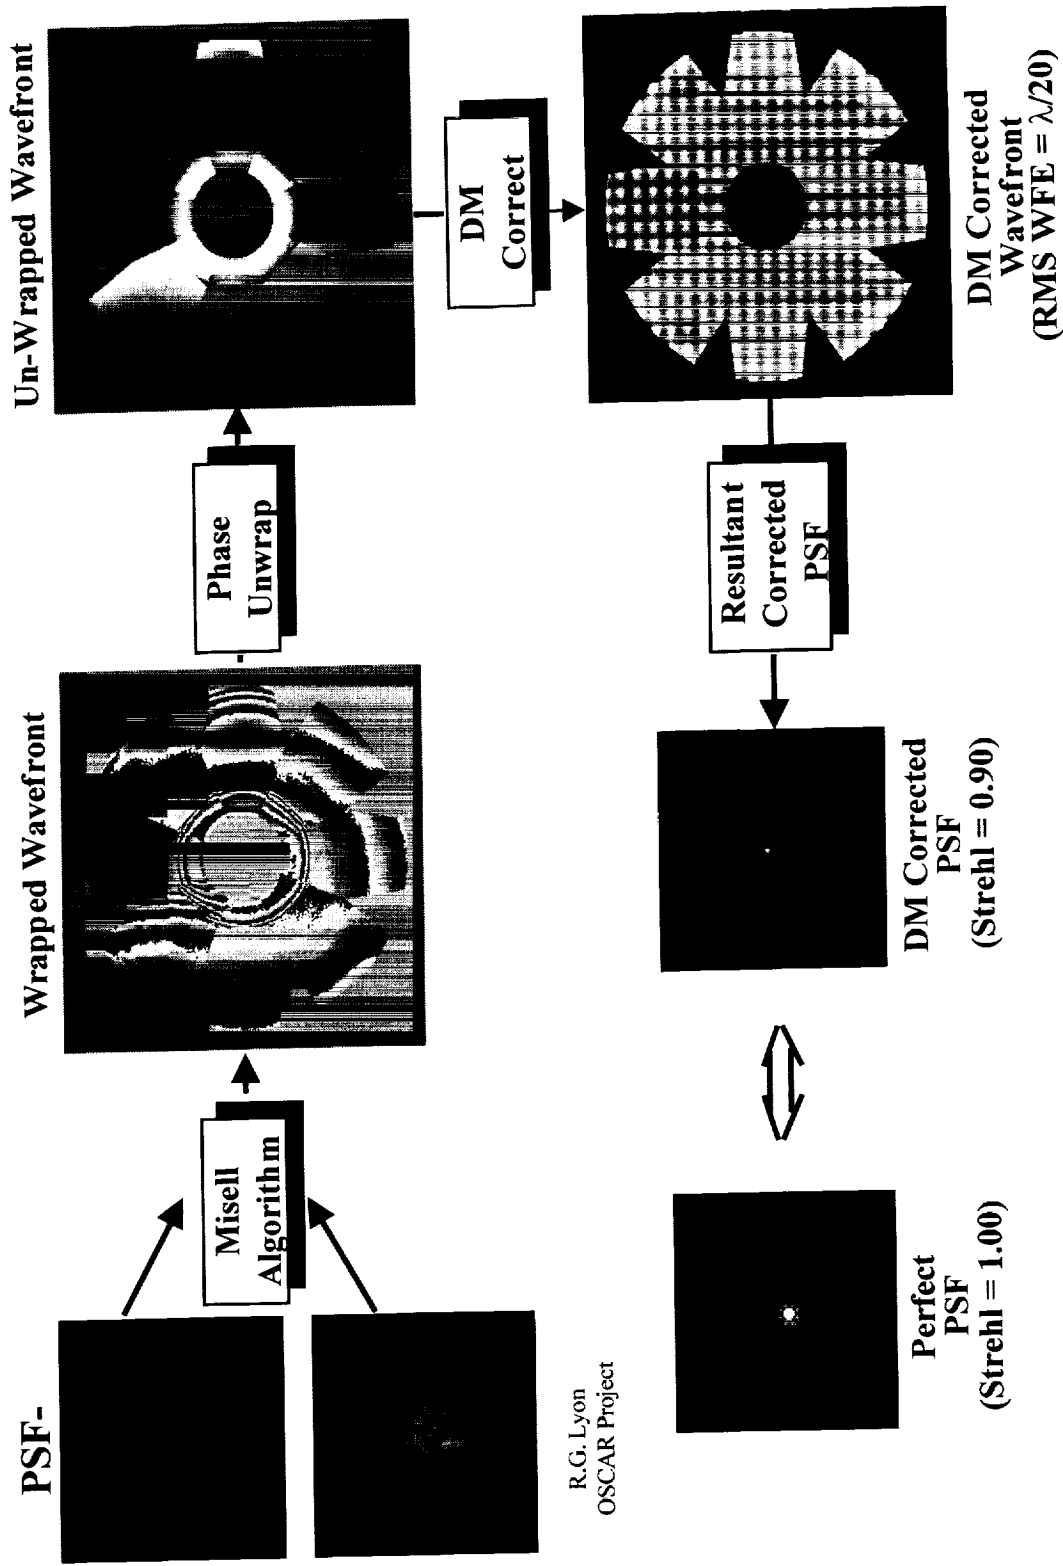 PSF-
Misell
Algorithm
Wrapped Wavefront
Phase
Unwrap
Un-Wrapped Wavefront
DM
Correct
DM Corrected
Wavefront
(RMS WFE = λ/20)
Resultant
Corrected
PSF
DM Corrected
PSF
(Strehl = 0.90)
Perfect
PSF
(Strehl = 1.00)
R.G. Lyon
OSCAR Project